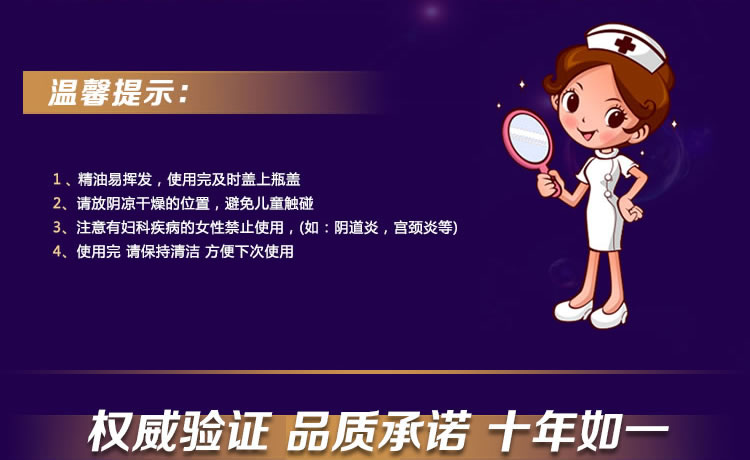 温馨提示：
1、精油易挥发，使用完及时盖上瓶盖
2、请放阴凉干燥的位置，避免儿童触碰
3、注意有妇科疾病的女性禁止使用，(如：阴道炎，宫颈炎等)
4、使用完 请保持清洁 方便下次使用
权威验证 品质承诺 十年如一